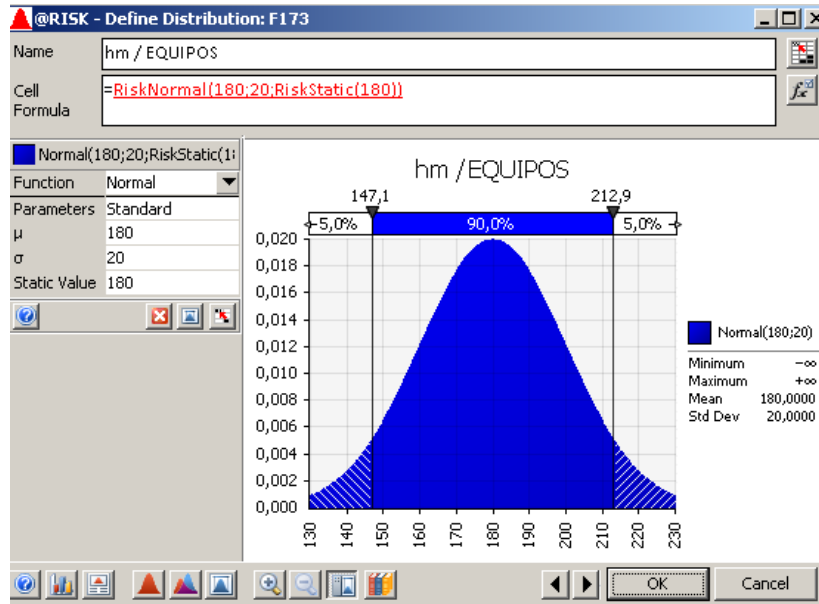 @RISK - Define Distribution: F173
Name
hm / EQUIPOS
Cell
Formula
=RiskNormal(180;20;RiskStatic(180))
Normal(180;20;RiskStatic(1
Function Normal
Parameters Standard
μ 180
σ 20
Static Value 180
hm /EQUIPOS
147,1 212,9
5,0% 90,0% 5,0%
0,020
0,018
0,016
0,014
0,012
0,010
0,008
0,006
0,004
0,002
0,000
130 140 150 160 170 180 190 200 210 220 230
Normal(180;20)
Minimum -∞
Maximum +∞
Mean 180,0000
Std Dev 20,0000
OK Cancel